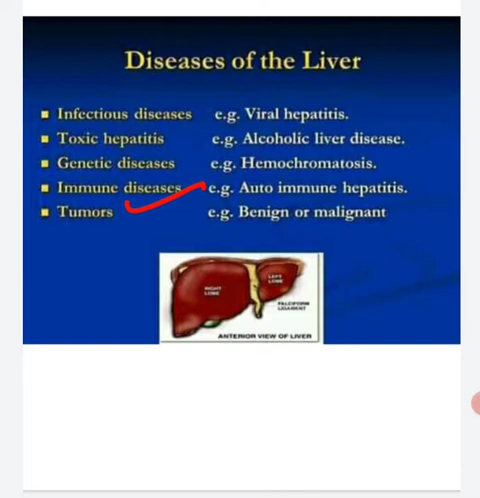 Diseases of the Liver
Infectious diseases e.g. Viral hepatitis.
Toxic hepatitis e.g. Alcoholic liver disease.
Genetic diseases e.g. Hemochromatosis.
Immune diseases e.g. Auto immune hepatitis.
Tumors e.g. Benign or malignant
RIGHT
LOBE
LEFT
LOBE
FALCIFORM
LIGAMENT
ANTERIOR VIEW OF LIVER